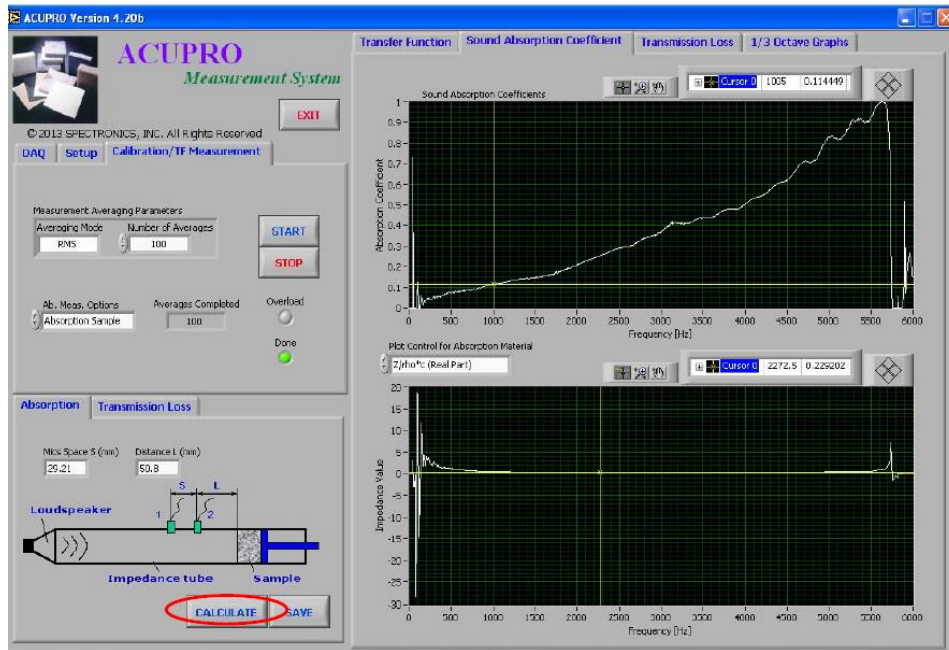 ACUPRO Version 4.20b
ACUPRO
Measurement System
EXIT
©2013 SPECTRONICS, INC. All Rights Reserved
DAQ Setup Calibration/TF Measurement
Measurement Averaging Parameters
Averaging Mode Number of Averages
RMS 100
START
STOP
Ab. Meas. Options Averages Completed Overload
Absorption Sample 100
Done
Absorption Transmission Loss
Mics Space S (mm) Distance L (mm)
29.21 50.8
S L
Loudspeaker 1 2
Impedance tube Sample
CALCULATE SAVE
Transfer Function Sound Absorption Coefficient Transmission Loss 1/3 Octave Graphs
Sound Absorption Coefficients
Cursor 0 1005 0.114449
Absorption Coefficient
1
0.9
0.8
0.7
0.6
0.5
0.4
0.3
0.2
0.1
0
0 500 1000 1500 2000 2500 3000 3500 4000 4500 5000 5500 6000
Frequency [Hz]
Plot Control for Absorption Material
Z/rho*c (Real Part)
Cursor 0 2272.5 0.229202
Impedance Value
20
15
10
5
0
-5
-10
-15
-20
-25
-30
0 500 1000 1500 2000 2500 3000 3500 4000 4500 5000 5500 6000
Frequency [Hz]